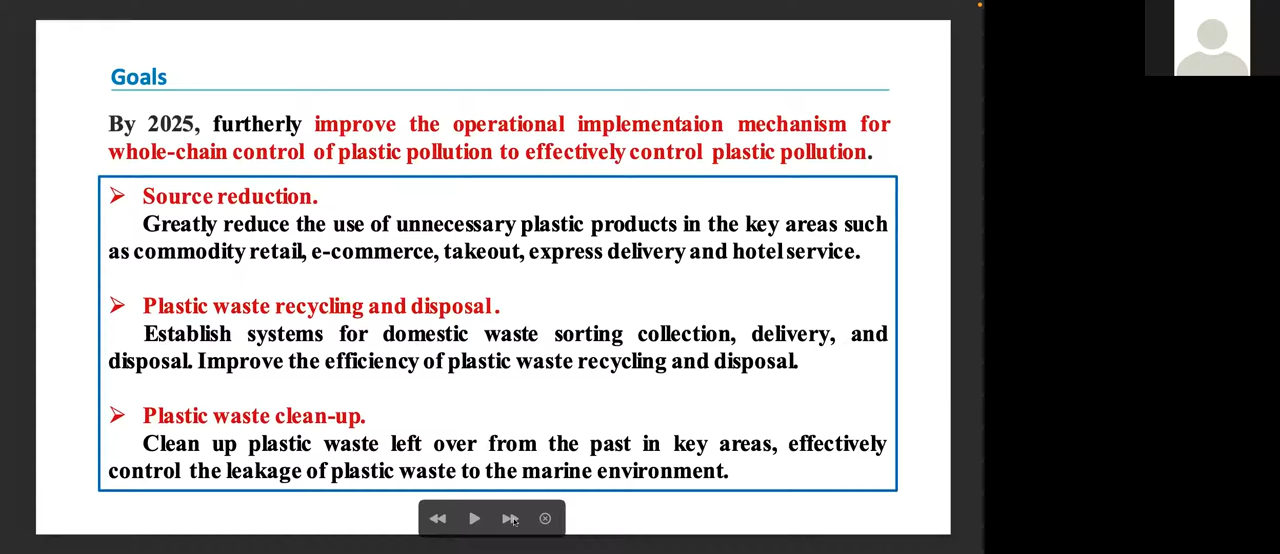 Goals
By 2025, furtherly improve the operational implementaion mechanism for
whole-chain control of plastic pollution to effectively control plastic pollution.
➢ Source reduction.
Greatly reduce the use of unnecessary plastic products in the key areas such
as commodity retail, e-commerce, takeout, express delivery and hotel service.
➢ Plastic waste recycling and disposal.
Establish systems for domestic waste sorting collection, delivery, and
disposal. Improve the efficiency of plastic waste recycling and disposal.
➢ Plastic waste clean-up.
Clean up plastic waste left over from the past in key areas, effectively
control the leakage of plastic waste to the marine environment.